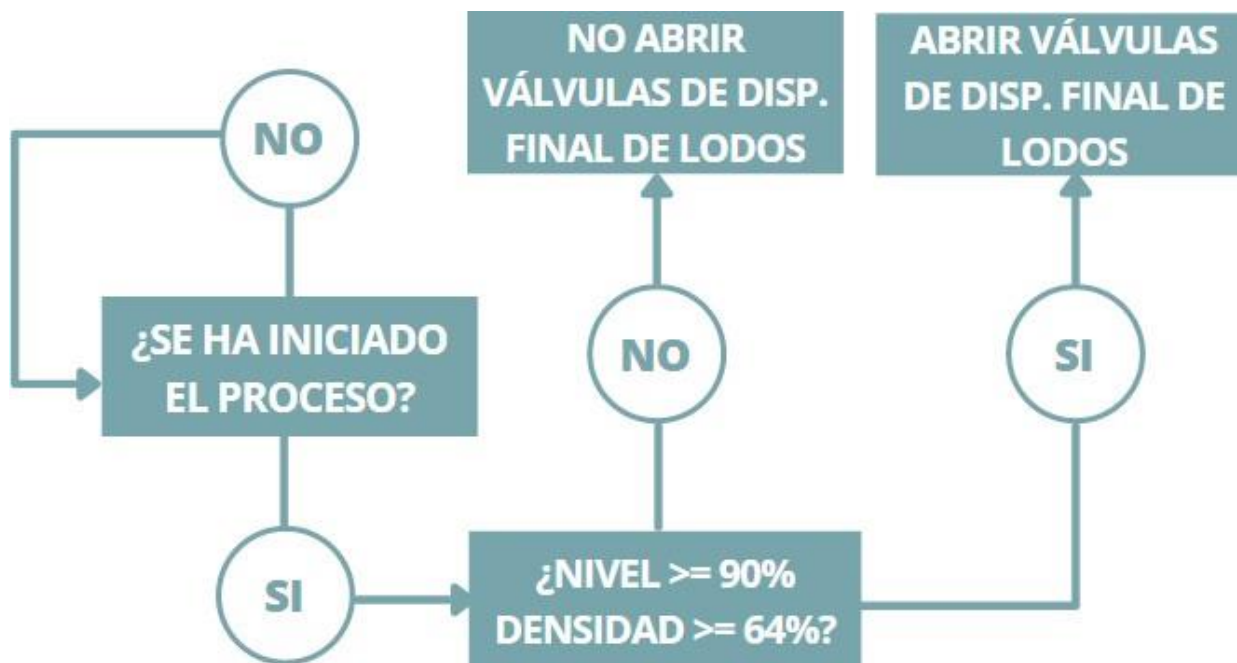 NO
¿SE HA INICIADO
EL PROCESO?
SI
NO ABRIR
VÁLVULAS DE DISP.
FINAL DE LODOS
NO
¿NIVEL >= 90%
DENSIDAD >= 64%?
ABRIR VÁLVULAS
DE DISP. FINAL DE
LODOS
SI